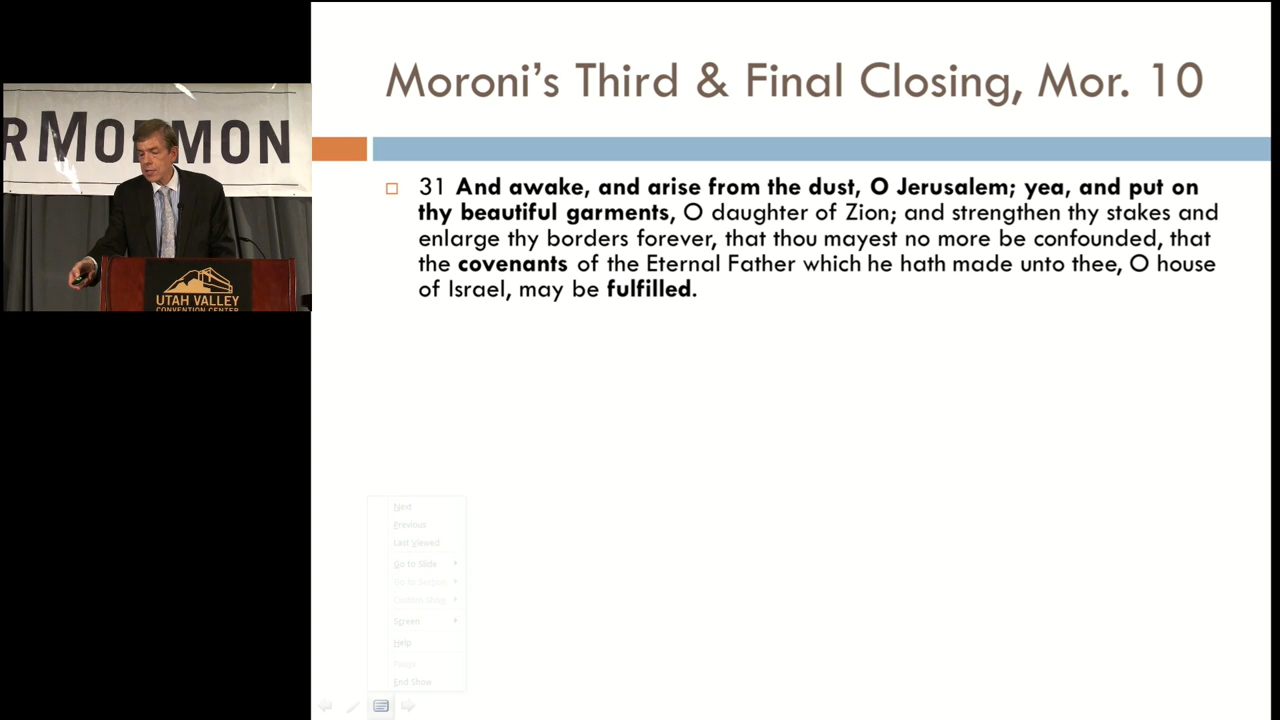 R MORMON
UTAH VALLEY
CONVENTION CENTER
Moroni’s Third & Final Closing, Mor. 10
31 And awake, and arise from the dust, O Jerusalem; yea, and put on
thy beautiful garments, O daughter of Zion; and strengthen thy stakes and
enlarge thy borders forever, that thou mayest no more be confounded, that
the covenants of the Eternal Father which he hath made unto thee, O house
of Israel, may be fulfilled.
Next
Previous
Last Viewed
Go to Slide
Go to Section
Custom Show
Screen
Help
Pause
End Show